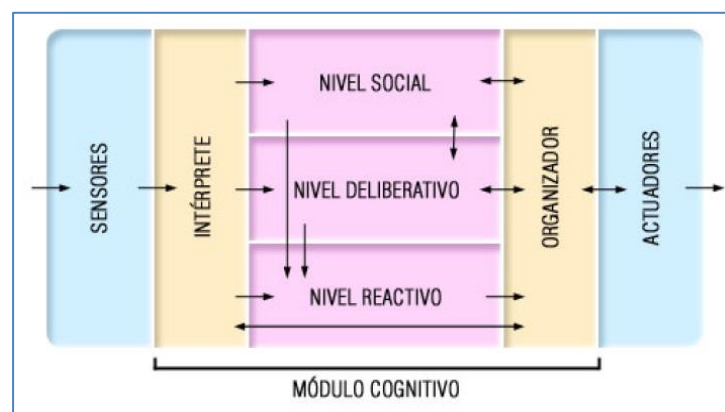 SENSORES
INTÉRPRETE
NIVEL SOCIAL
NIVEL DELIBERATIVO
NIVEL REACTIVO
ORGANIZADOR
ACTUADORES
MÓDULO COGNITIVO